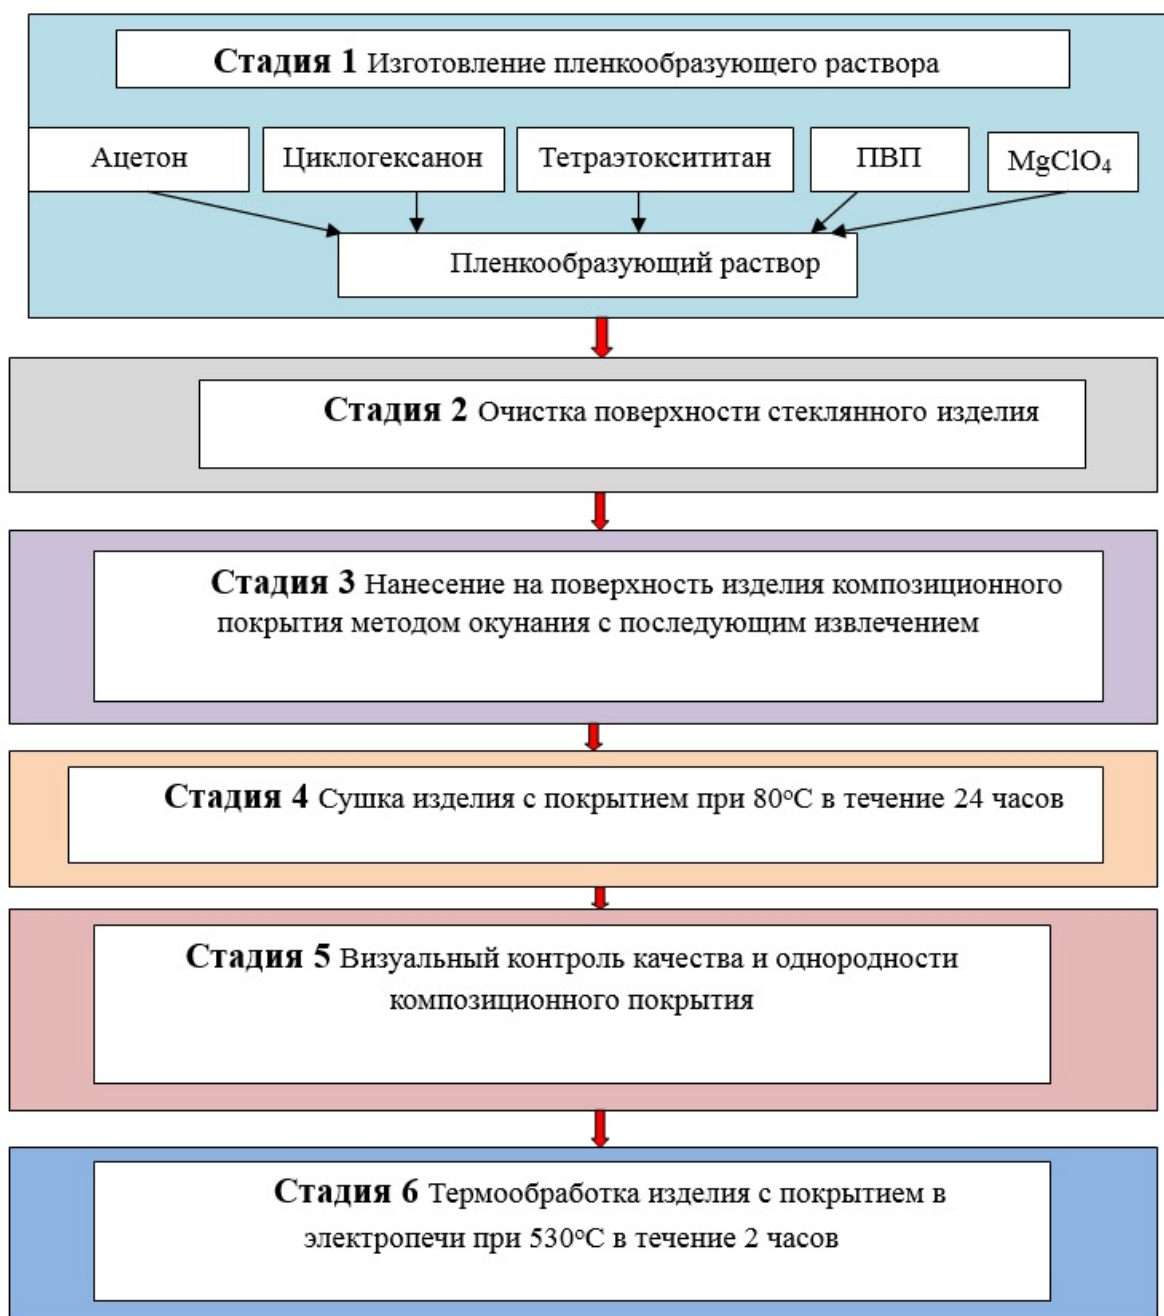 Стадия 1 Изготовление пленкообразующего раствора
Ацетон
Циклогексанон
Тетраэтоксититан
ПВП
MgClO₄
Пленкообразующий раствор
Стадия 2 Очистка поверхности стеклянного изделия
Стадия 3 Нанесение на поверхность изделия композиционного
покрытия методом окунания с последующим извлечением
Стадия 4 Сушка изделия с покрытием при 80°С в течение 24 часов
Стадия 5 Визуальный контроль качества и однородности
композиционного покрытия
Стадия 6 Термообработка изделия с покрытием в
электропечи при 530°С в течение 2 часов